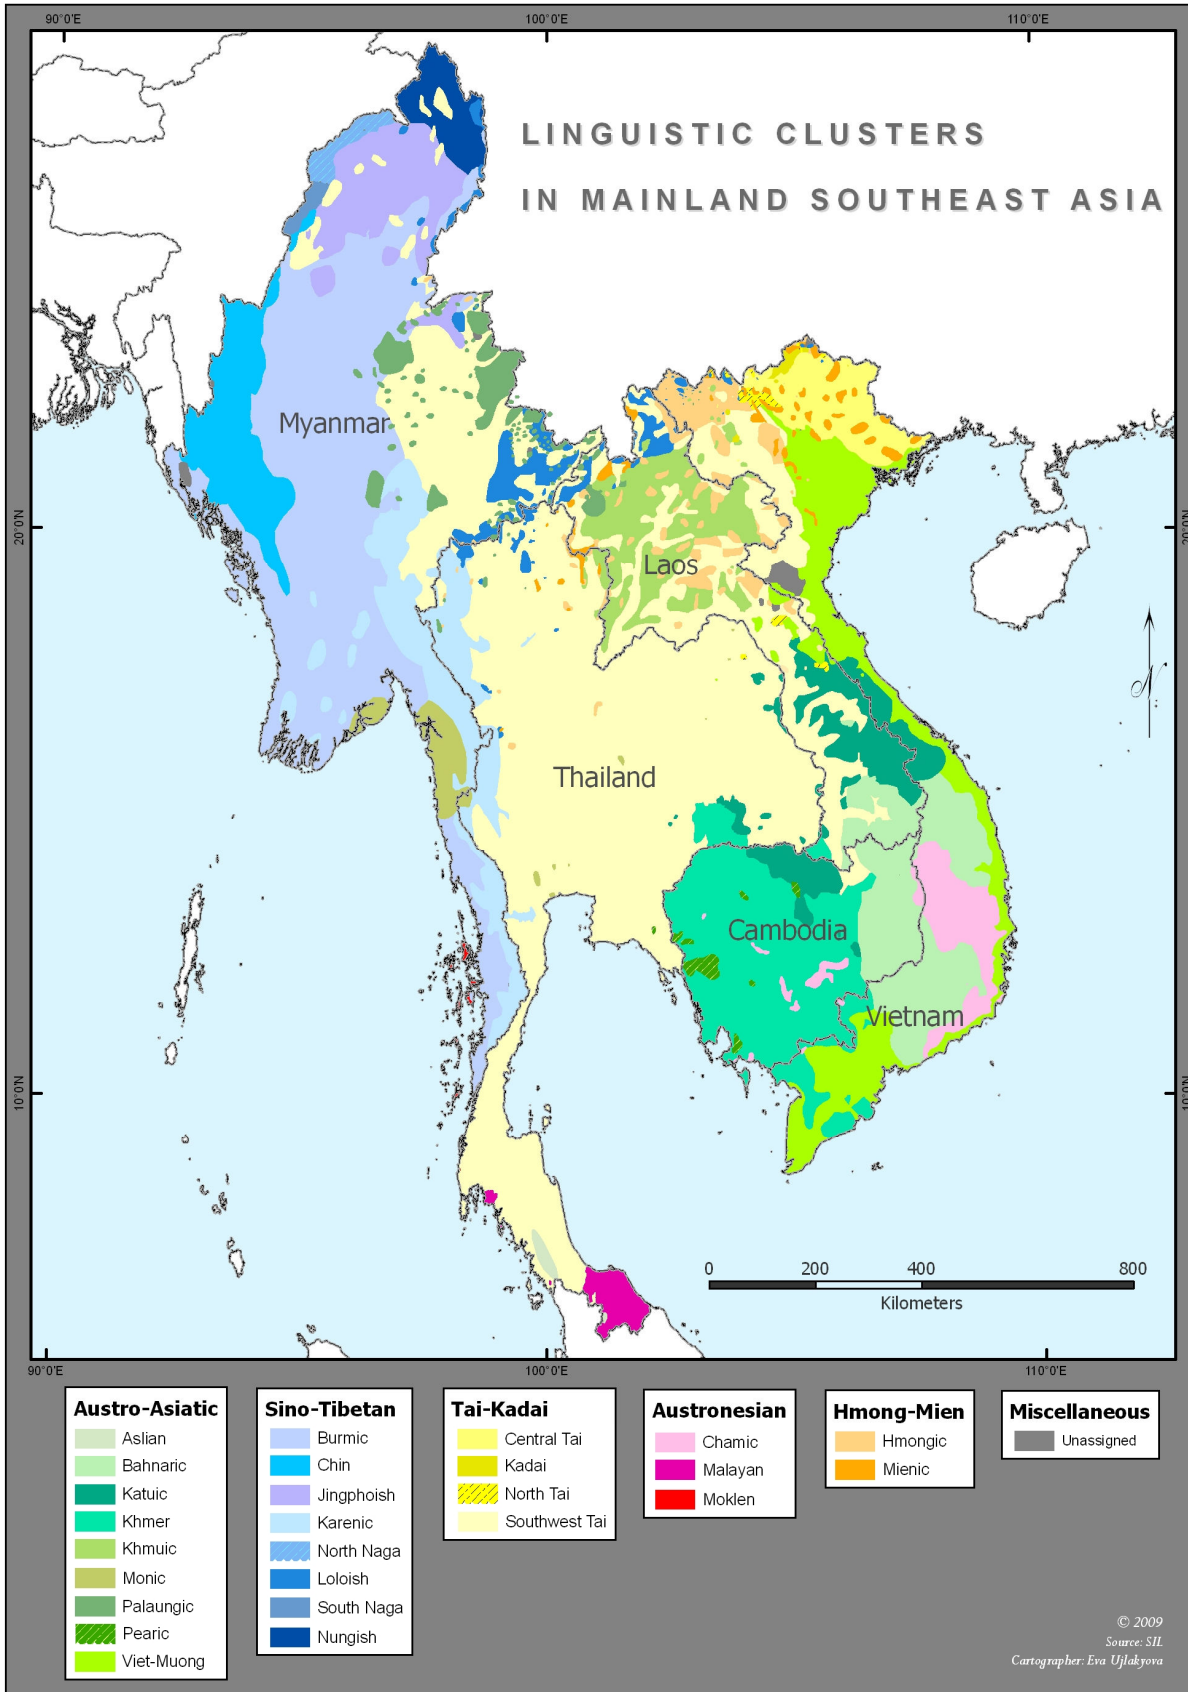 90°0'E 100°0'E 110°0'E
LINGUISTIC CLUSTERS
IN MAINLAND SOUTHEAST ASIA
Myanmar
20°0'N 20°0'N
Laos
N
Thailand
Cambodia
Vietnam
10°0'N 10°0'N
0 200 400 800
Kilometers
90°0'E 100°0'E 110°0'E
Austro-Asiatic
Aslian
Bahnaric
Katuic
Khmer
Khmuic
Monic
Palaungic
Pearic
Viet-Muong
Sino-Tibetan
Burmic
Chin
Jingphoish
Karenic
North Naga
Loloish
South Naga
Nungish
Tai-Kadai
Central Tai
Kadai
North Tai
Southwest Tai
Austronesian
Chamic
Malayan
Moklen
Hmong-Mien
Hmongic
Mienic
Miscellaneous
Unassigned
© 2009
Source: SIL
Cartographer: Eva Ujlakyova